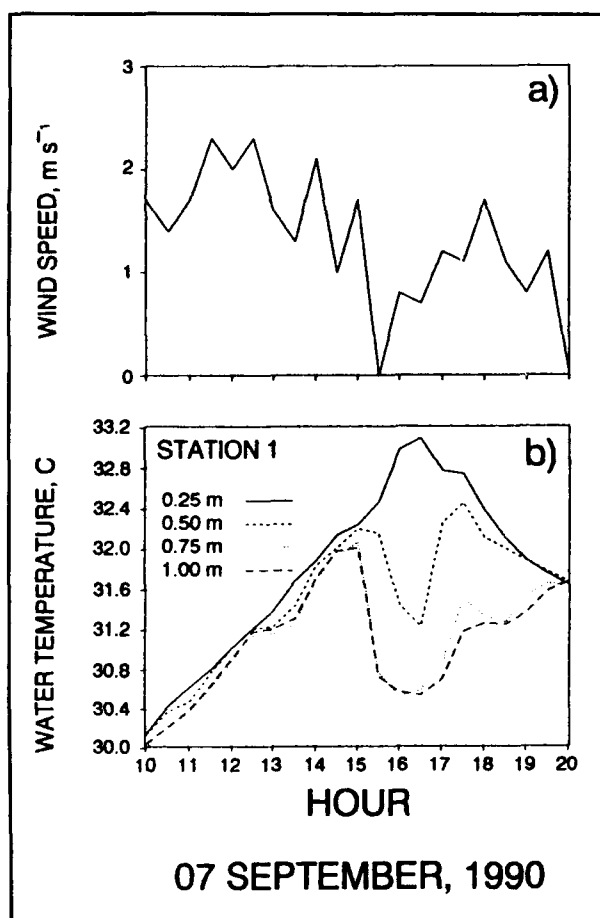 a)
3
2
1
0
WIND SPEED, m s⁻¹
b)
STATION 1
0.25 m
0.50 m
0.75 m
1.00 m
33.2
32.8
32.4
32.0
31.6
31.2
30.8
30.4
30.0
WATER TEMPERATURE, C
10 11 12 13 14 15 16 17 18 19 20
HOUR
07 SEPTEMBER, 1990